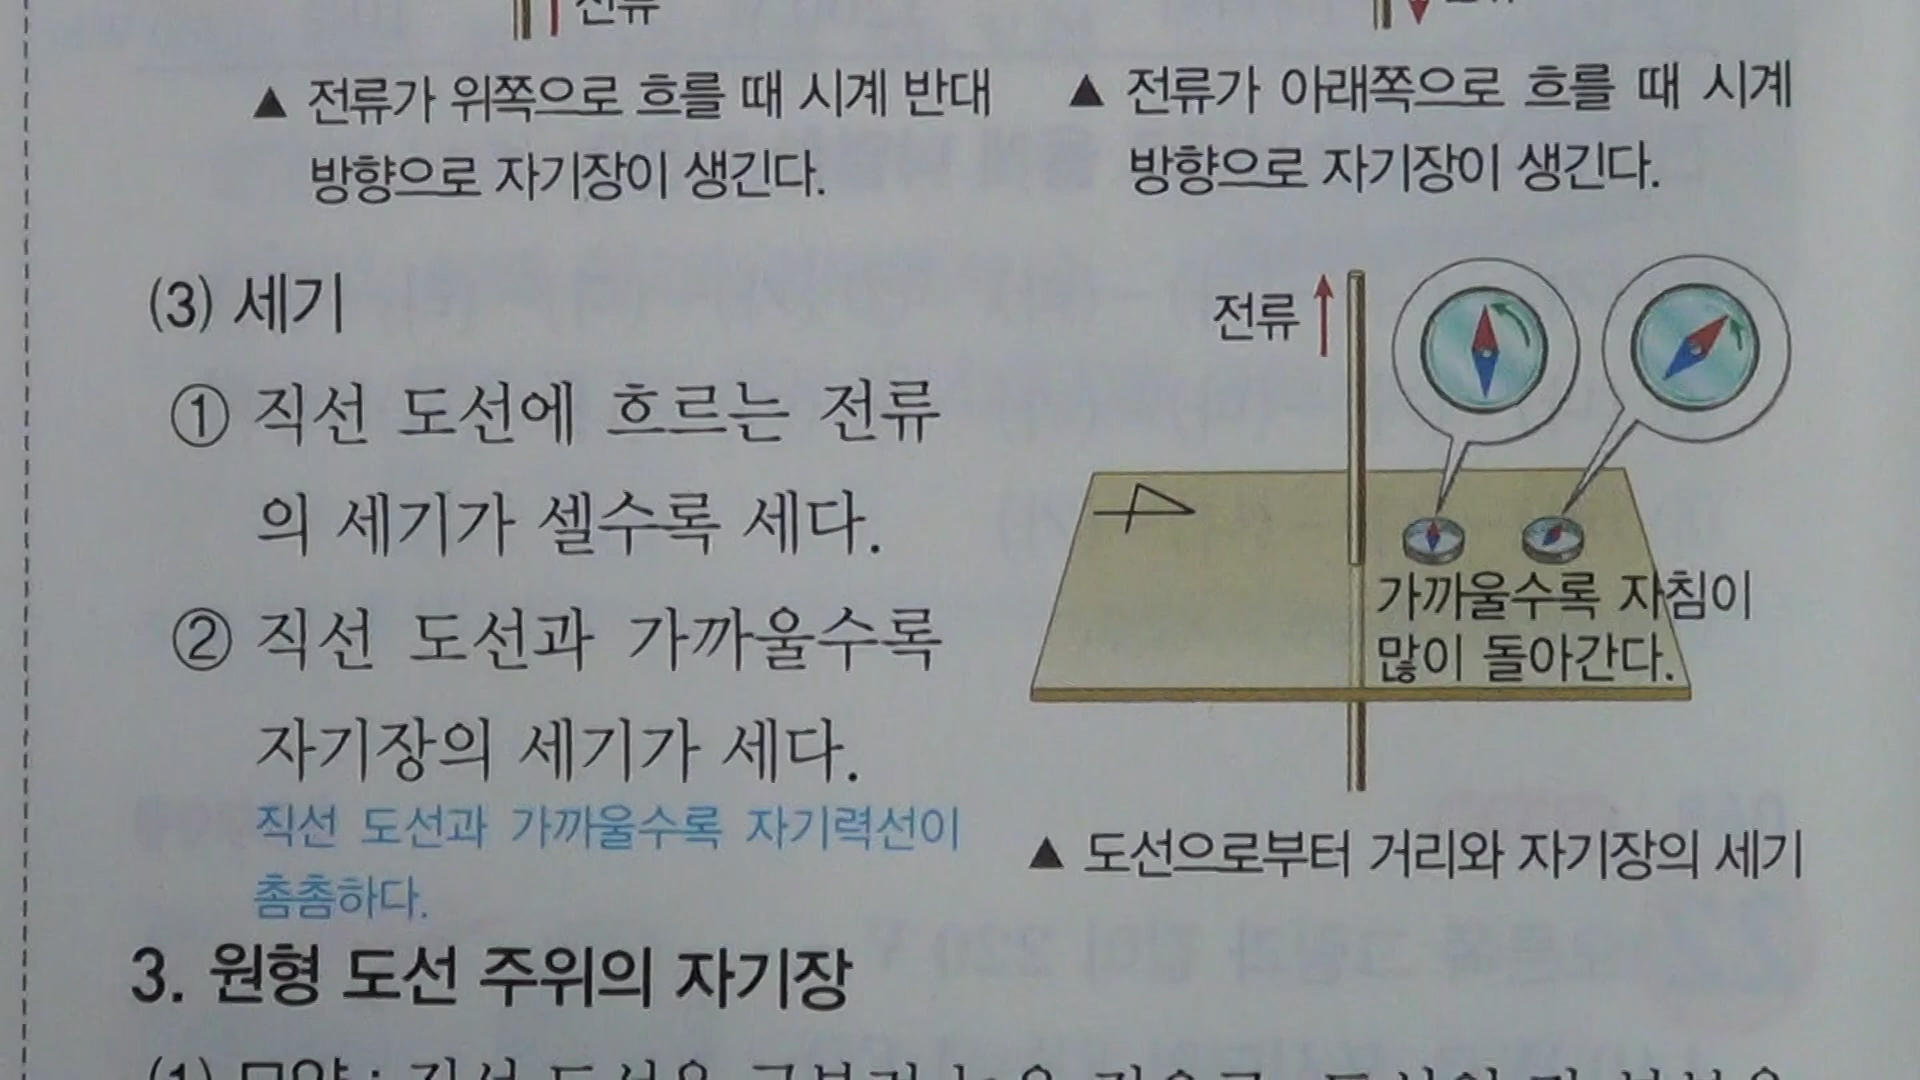 전류
▲ 전류가 위쪽으로 흐를 때 시계 반대
방향으로 자기장이 생긴다.
▲ 전류가 아래쪽으로 흐를 때 시계
방향으로 자기장이 생긴다.
(3) 세기
① 직선 도선에 흐르는 전류
의 세기가 셀수록 세다.
② 직선 도선과 가까울수록
자기장의 세기가 세다.
직선 도선과 가까울수록 자기력선이
촘촘하다.
전류
가까울수록 자침이
많이 돌아간다.
▲ 도선으로부터 거리와 자기장의 세기
3. 원형 도선 주위의 자기장